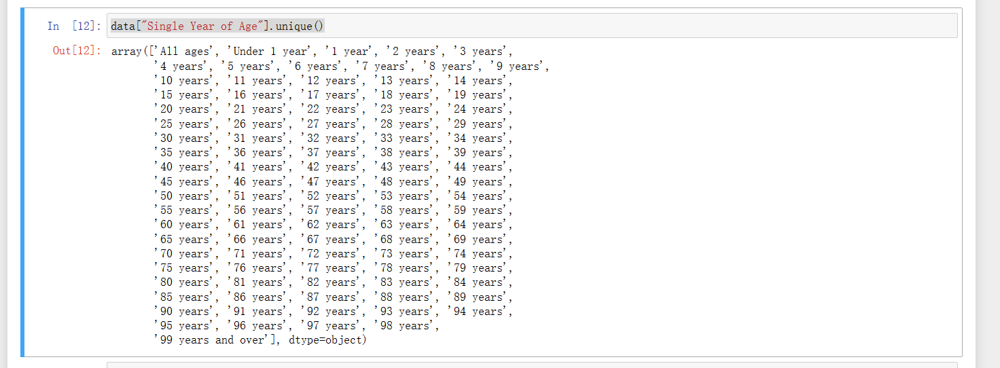 In [12]: data["Single Year of Age"].unique()
Out[12]: array(['All ages', 'Under 1 year', '1 year', '2 years', '3 years',
'4 years', '5 years', '6 years', '7 years', '8 years', '9 years',
'10 years', '11 years', '12 years', '13 years', '14 years',
'15 years', '16 years', '17 years', '18 years', '19 years',
'20 years', '21 years', '22 years', '23 years', '24 years',
'25 years', '26 years', '27 years', '28 years', '29 years',
'30 years', '31 years', '32 years', '33 years', '34 years',
'35 years', '36 years', '37 years', '38 years', '39 years',
'40 years', '41 years', '42 years', '43 years', '44 years',
'45 years', '46 years', '47 years', '48 years', '49 years',
'50 years', '51 years', '52 years', '53 years', '54 years',
'55 years', '56 years', '57 years', '58 years', '59 years',
'60 years', '61 years', '62 years', '63 years', '64 years',
'65 years', '66 years', '67 years', '68 years', '69 years',
'70 years', '71 years', '72 years', '73 years', '74 years',
'75 years', '76 years', '77 years', '78 years', '79 years',
'80 years', '81 years', '82 years', '83 years', '84 years',
'85 years', '86 years', '87 years', '88 years', '89 years',
'90 years', '91 years', '92 years', '93 years', '94 years',
'95 years', '96 years', '97 years', '98 years',
'99 years and over'], dtype=object)